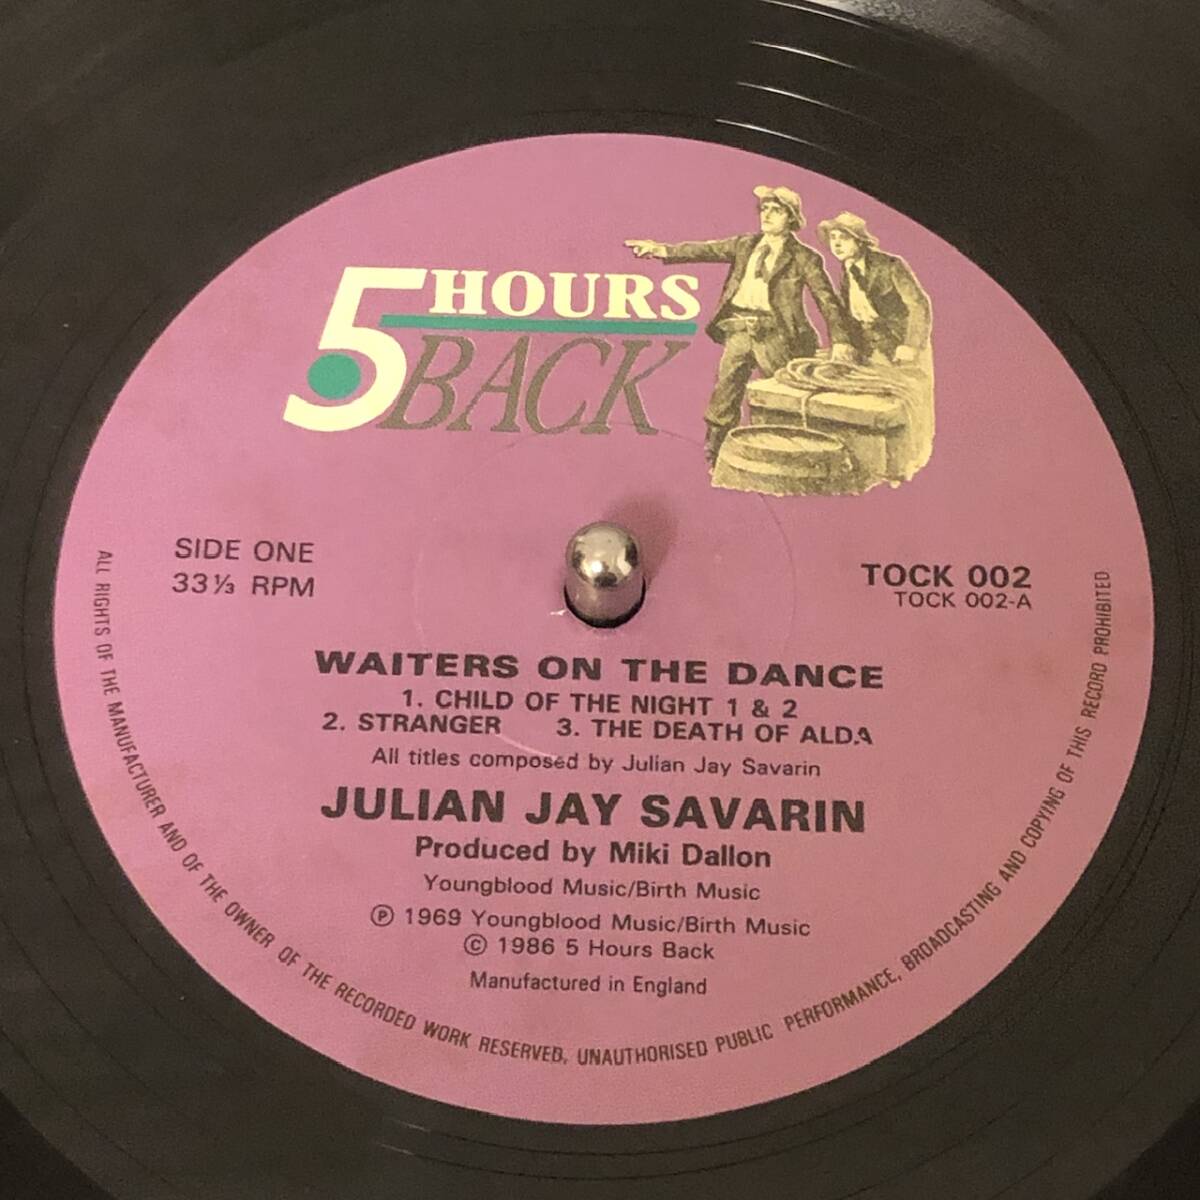 5 HOURS
BACK
SIDE ONE
33⅓ RPM
TOCK 002
TOCK 002-A
WAITERS ON THE DANCE
1. CHILD OF THE NIGHT 1 & 2
2. STRANGER 3. THE DEATH OF ALDA
All titles composed by Julian Jay Savarin
JULIAN JAY SAVARIN
Produced by Miki Dallon
Youngblood Music/Birth Music
℗ 1969 Youngblood Music/Birth Music
© 1986 5 Hours Back
Manufactured in England
ALL RIGHTS OF THE MANUFACTURER AND OF THE OWNER OF THE RECORDED WORK RESERVED, UNAUTHORISED PUBLIC PERFORMANCE, BROADCASTING AND COPYING OF THIS RECORD PROHIBITED